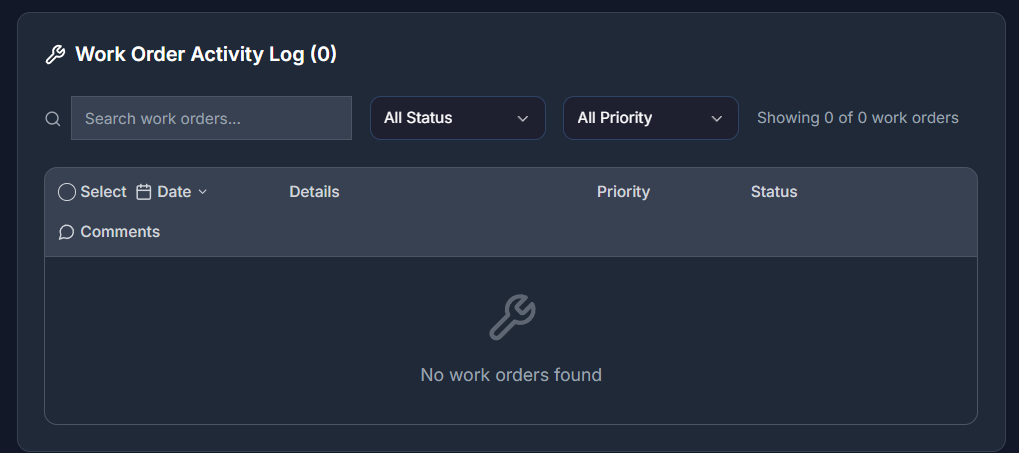 Work Order Activity Log (0)
Search work orders...
All Status
All Priority
Showing 0 of 0 work orders
Select Date Details Priority Status
Comments
No work orders found